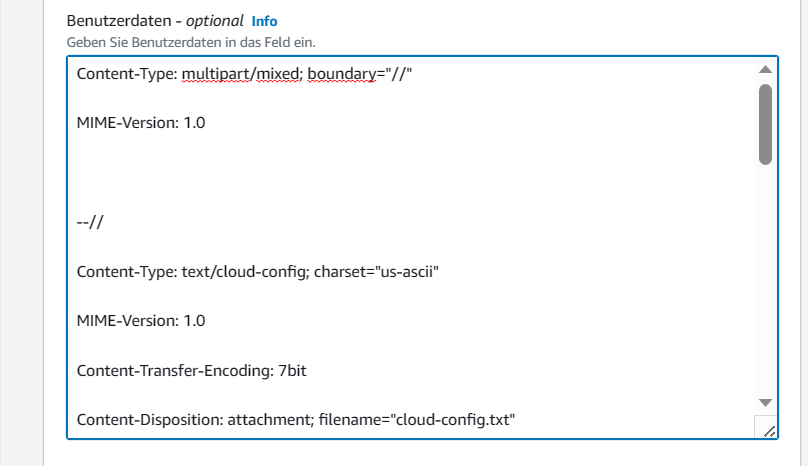 Benutzerdaten - optional Info
Geben Sie Benutzerdaten in das Feld ein.
Content-Type: multipart/mixed; boundary="//"
MIME-Version: 1.0
--//
Content-Type: text/cloud-config; charset="us-ascii"
MIME-Version: 1.0
Content-Transfer-Encoding: 7bit
Content-Disposition: attachment; filename="cloud-config.txt"